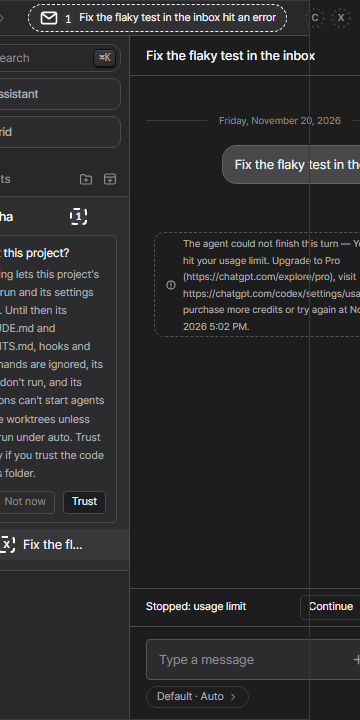 1 Fix the flaky test in the inbox hit an error
C X
earch ⌘K
ssistant
rid
ts
ha 1
t this project?
ing lets this project's
run and its settings
. Until then its
UDE.md and
NTS.md, hooks and
mands are ignored, its
don't run, and its
ons can't start agents
e worktrees unless
run under auto. Trust
y if you trust the code
s folder.
Not now Trust
X Fix the fl...
Fix the flaky test in the inbox
Friday, November 20, 2026
Fix the flaky test in the
The agent could not finish this turn — Yo
hit your usage limit. Upgrade to Pro
(https://chatgpt.com/explore/pro), visit
https://chatgpt.com/codex/settings/usa
purchase more credits or try again at No
2026 5:02 PM.
Stopped: usage limit Continue
Type a message
Default · Auto